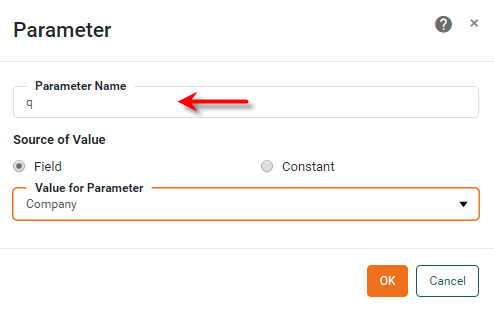 Parameter
? ×
Parameter Name
q
Source of Value
Field Constant
Value for Parameter
Company
OK Cancel